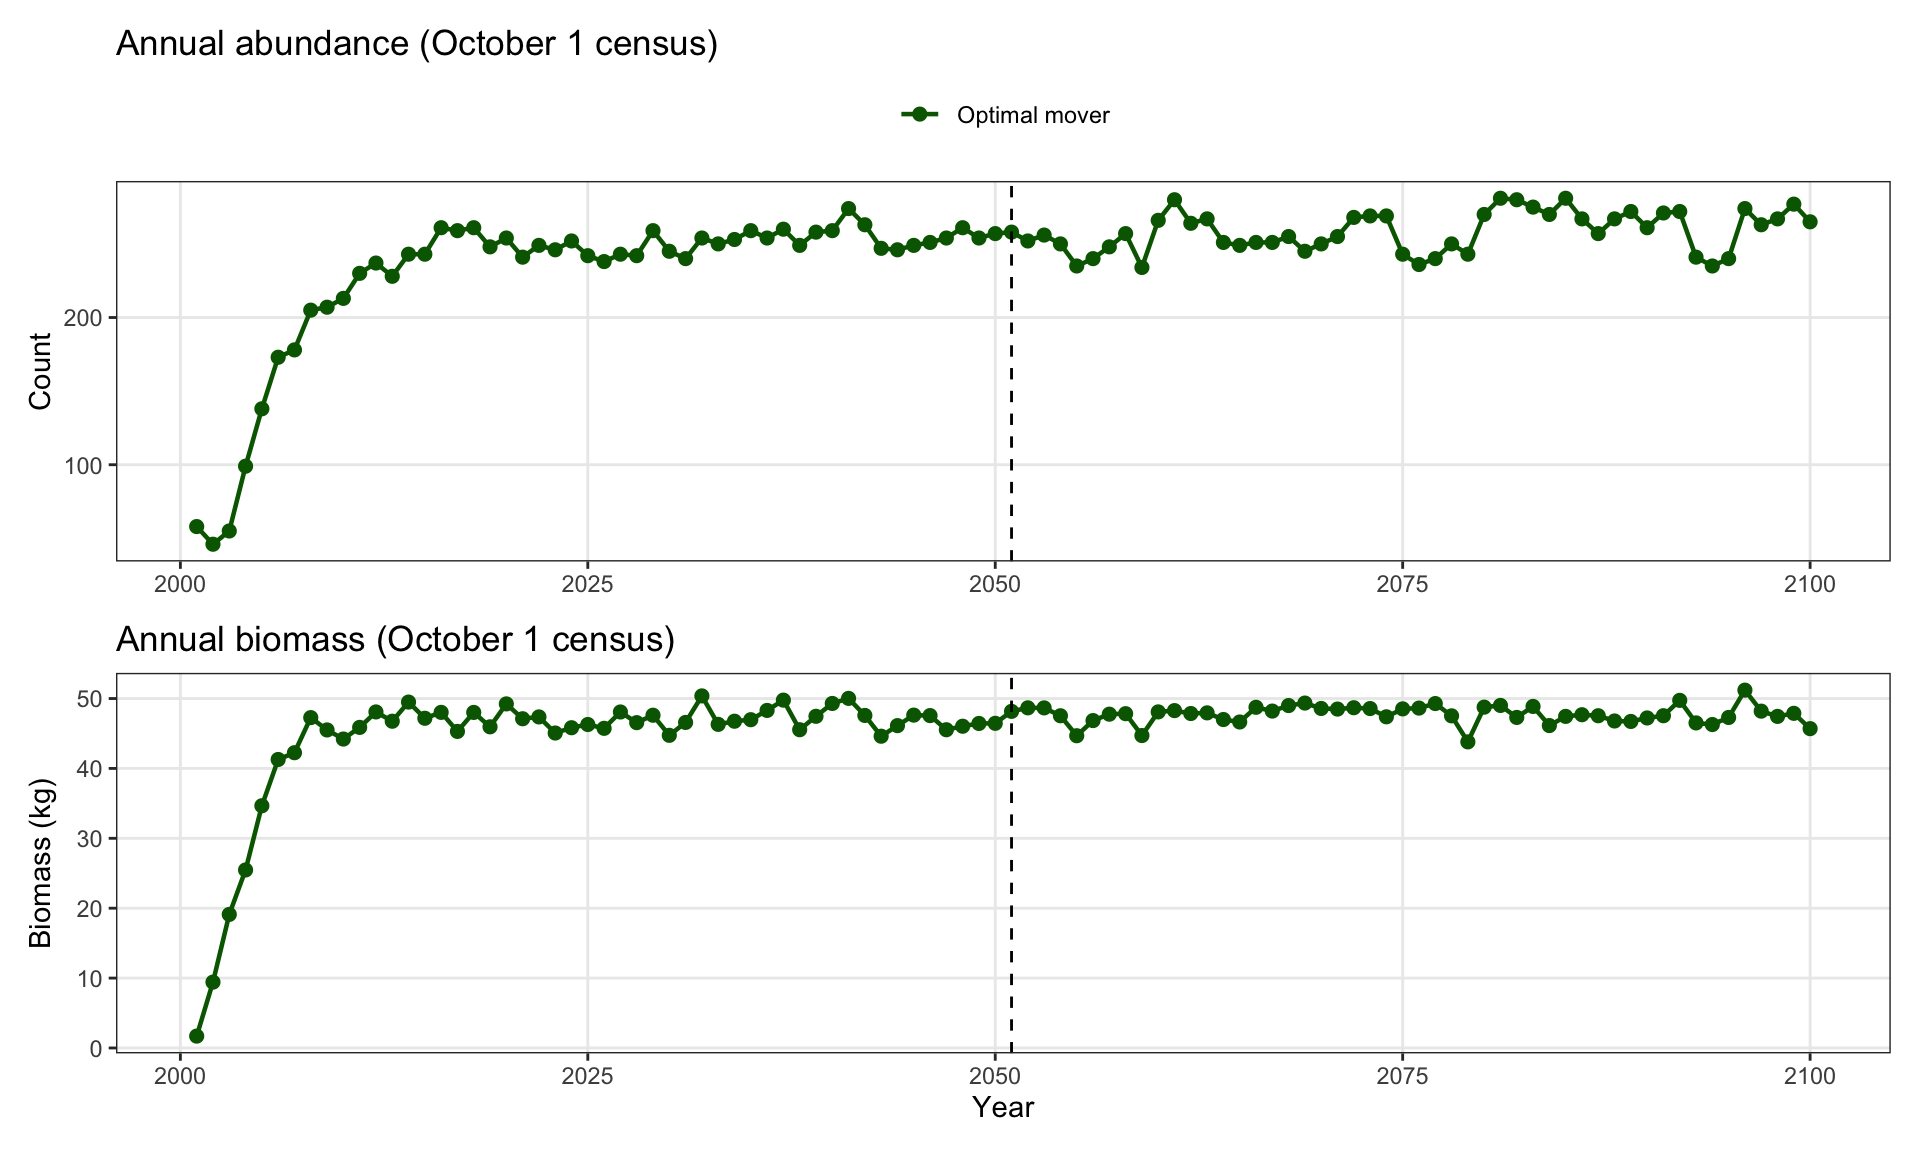 Annual abundance (October 1 census)
Optimal mover
Count
200
100
2000 2025 2050 2075 2100
Annual biomass (October 1 census)
Biomass (kg)
50
40
30
20
10
0
2000 2025 2050 2075 2100
Year